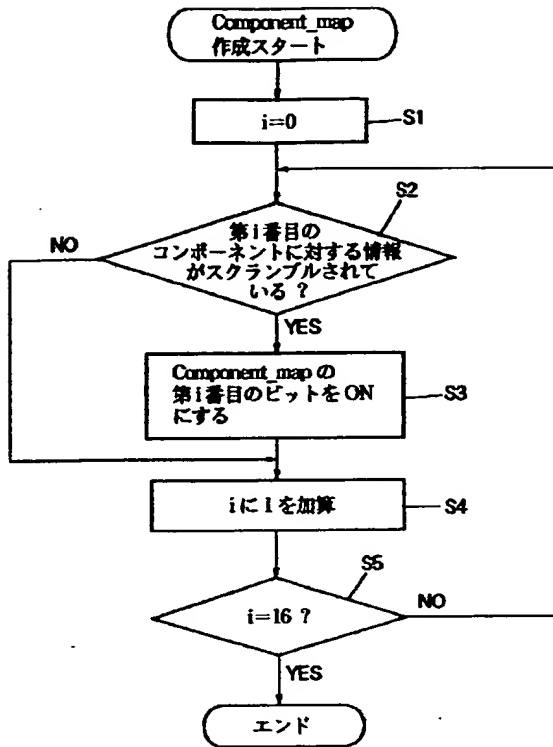 Component_map
作成スタート
i=0
S1
S2
第i番目の
コンポーネントに対する情報
がスクランブルされて
いる ?
NO
YES
Component_mapの
第i番目のビットをON
にする
S3
iに1を加算
S4
S5
i=16 ?
NO
YES
エンド